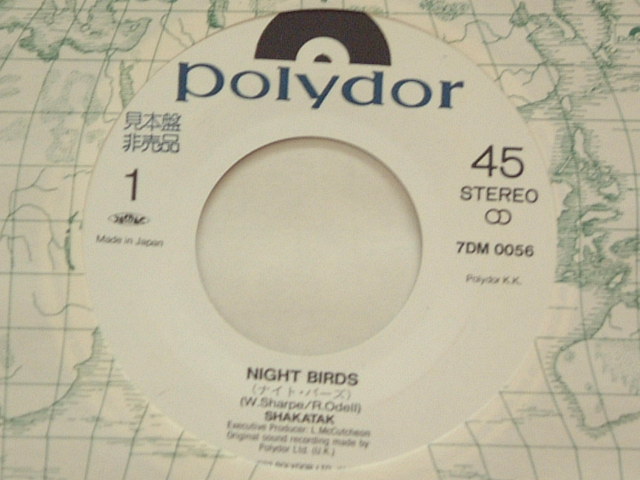 polydor
見本盤
非売品
1
Made in Japan
45
STEREO
7DM 0056
Polydor K.K.
NIGHT BIRDS
(ナイト・バーズ)
(W.Sharpe/R.Odell)
SHAKATAK
Executive Producer: L. McCutcheon
Original sound recording made by
Polydor Ltd. (U.K.)